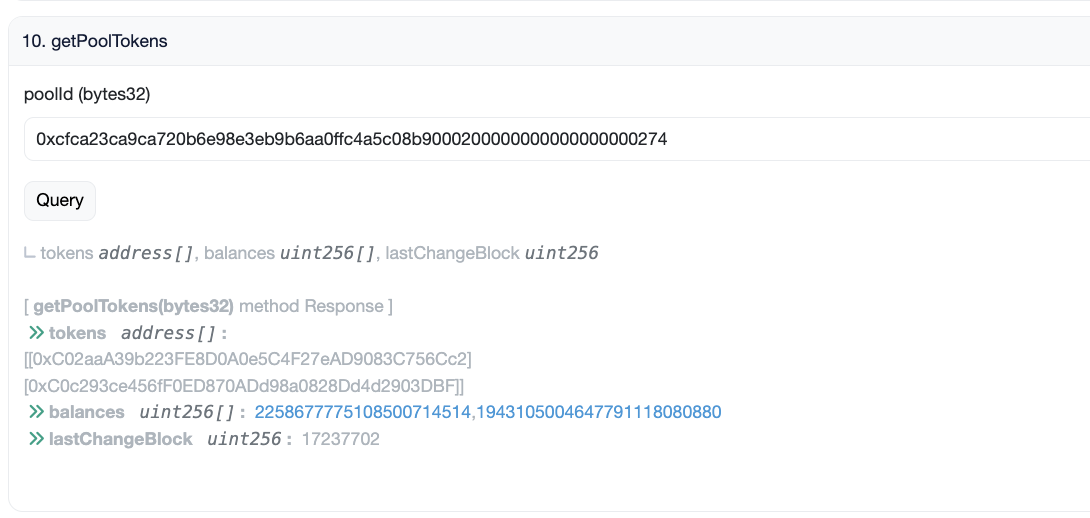 10. getPoolTokens
poolId (bytes32)
0xcfca23ca9ca720b6e98e3eb9b6aa0ffc4a5c08b9000200000000000000000274
Query
tokens address[], balances uint256[], lastChangeBlock uint256
[ getPoolTokens(bytes32) method Response ]
tokens address[] :
[[0xC02aaA39b223FE8D0A0e5C4F27eAD9083C756Cc2]
[0xC0c293ce456fF0ED870ADd98a0828Dd4d2903DBF]]
balances uint256[] : 2258677775108500714514,1943105004647791118080880
lastChangeBlock uint256 : 17237702